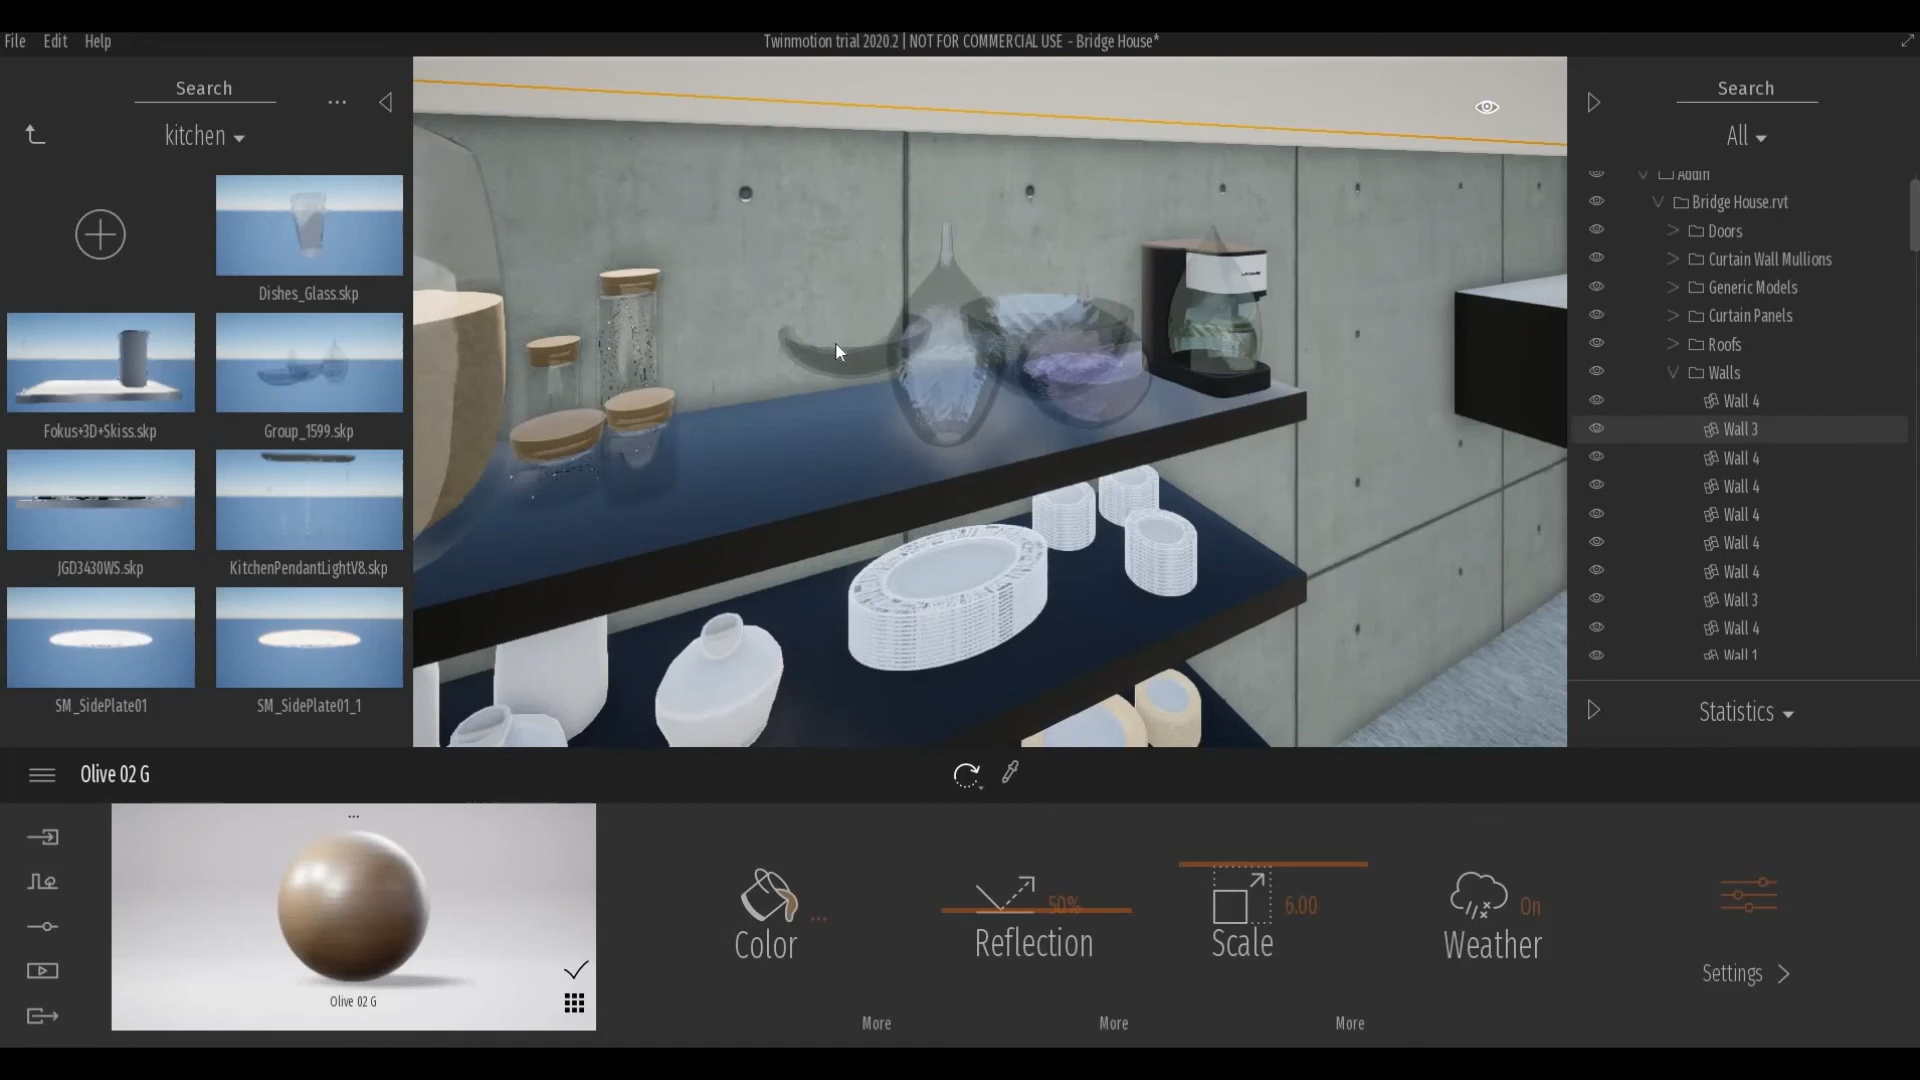 File Edit Help
Twinmotion trial 2020.2 | NOT FOR COMMERCIAL USE - Bridge House*
Search
...
kitchen
Dishes_Glass.skp
Fokus+3D+Skiss.skp
Group_1599.skp
JGD3430WS.skp
KitchenPendantLightV8.skp
SM_SidePlate01
SM_SidePlate01_1
Search
All
Addin
Bridge House.rvt
Doors
Curtain Wall Mullions
Generic Models
Curtain Panels
Roofs
Walls
Wall 4
Wall 3
Wall 4
Wall 4
Wall 4
Wall 4
Wall 4
Wall 3
Wall 4
Wall 1
Statistics
Olive 02 G
...
Olive 02 G
...
Color
50%
Reflection
More
6.00
Scale
More
On
Weather
More
Settings